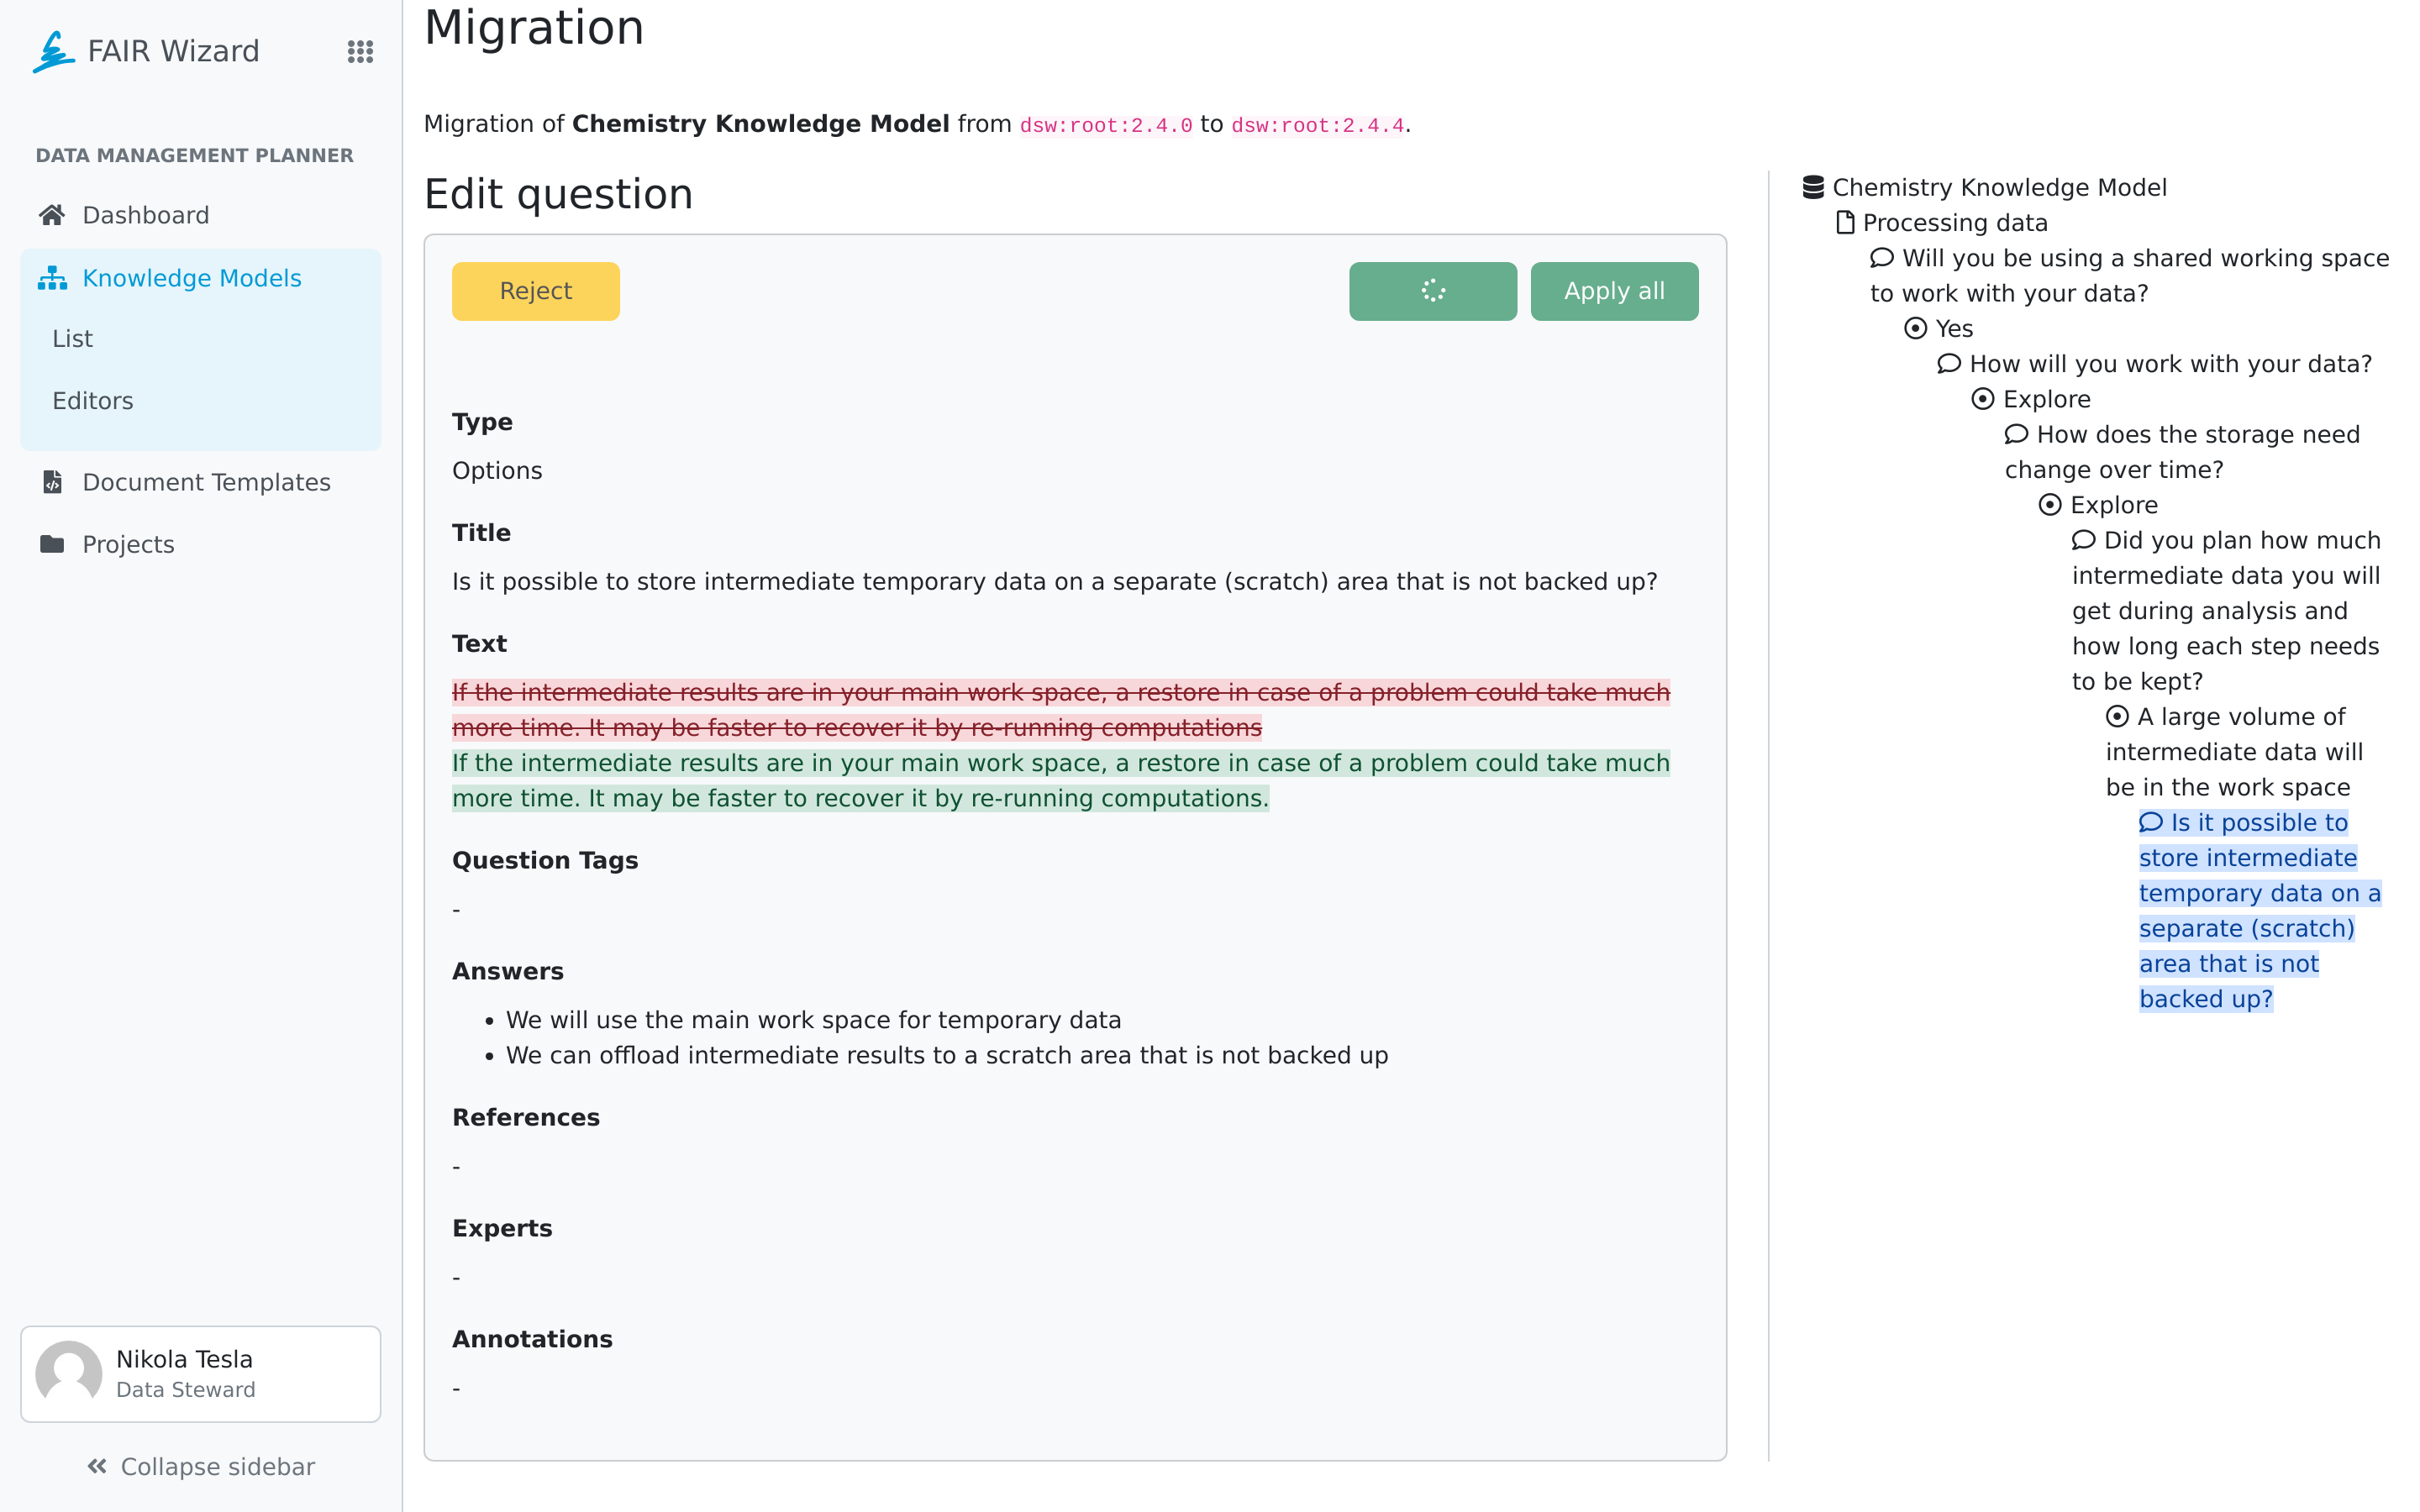 FAIR Wizard
DATA MANAGEMENT PLANNER
Dashboard
Knowledge Models
List
Editors
Document Templates
Projects
Nikola Tesla
Data Steward
Collapse sidebar
Migration
Migration of Chemistry Knowledge Model from dsw:root:2.4.0 to dsw:root:2.4.4.
Edit question
Reject
Apply all
Type
Options
Title
Is it possible to store intermediate temporary data on a separate (scratch) area that is not backed up?
Text
If the intermediate results are in your main work space, a restore in case of a problem could take much
more time. It may be faster to recover it by re-running computations
If the intermediate results are in your main work space, a restore in case of a problem could take much
more time. It may be faster to recover it by re-running computations.
Question Tags
-
Answers
• We will use the main work space for temporary data
• We can offload intermediate results to a scratch area that is not backed up
References
-
Experts
-
Annotations
-
Chemistry Knowledge Model
Processing data
Will you be using a shared working space
to work with your data?
Yes
How will you work with your data?
Explore
How does the storage need
change over time?
Explore
Did you plan how much
intermediate data you will
get during analysis and
how long each step needs
to be kept?
A large volume of
intermediate data will
be in the work space
Is it possible to
store intermediate
temporary data on a
separate (scratch)
area that is not
backed up?